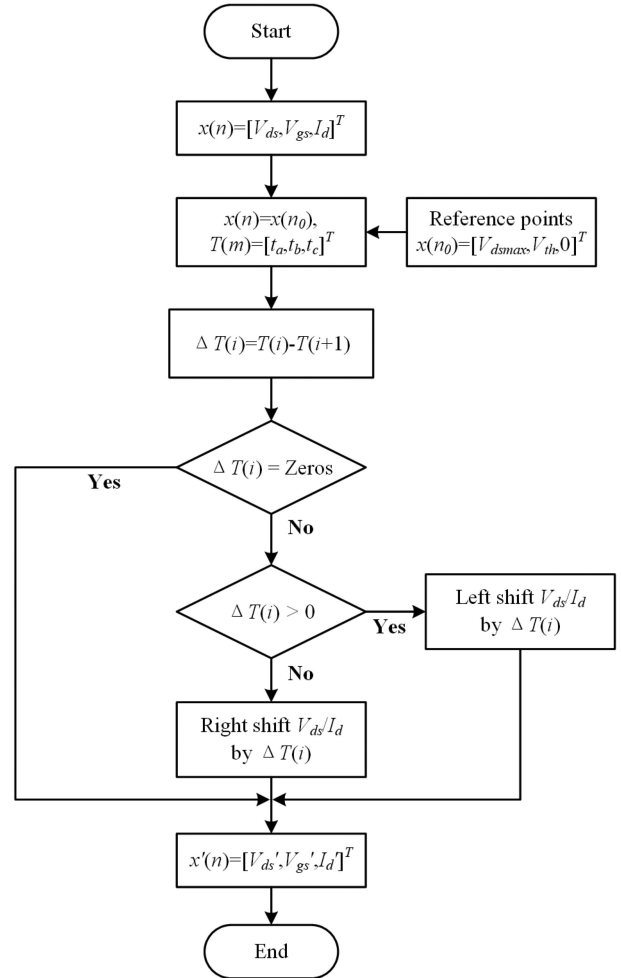 Start
x(n)=[Vds,Vgs,Id]T
x(n)=x(n0),
T(m)=[ta,tb,tc]T
Reference points
x(n0)=[Vdsmax,Vth,0]T
Δ T(i)=T(i)-T(i+1)
Δ T(i) = Zeros
Yes
No
Δ T(i) > 0
Yes
Left shift Vds/Id
by Δ T(i)
No
Right shift Vds/Id
by Δ T(i)
x'(n)=[Vds',Vgs',Id']T
End